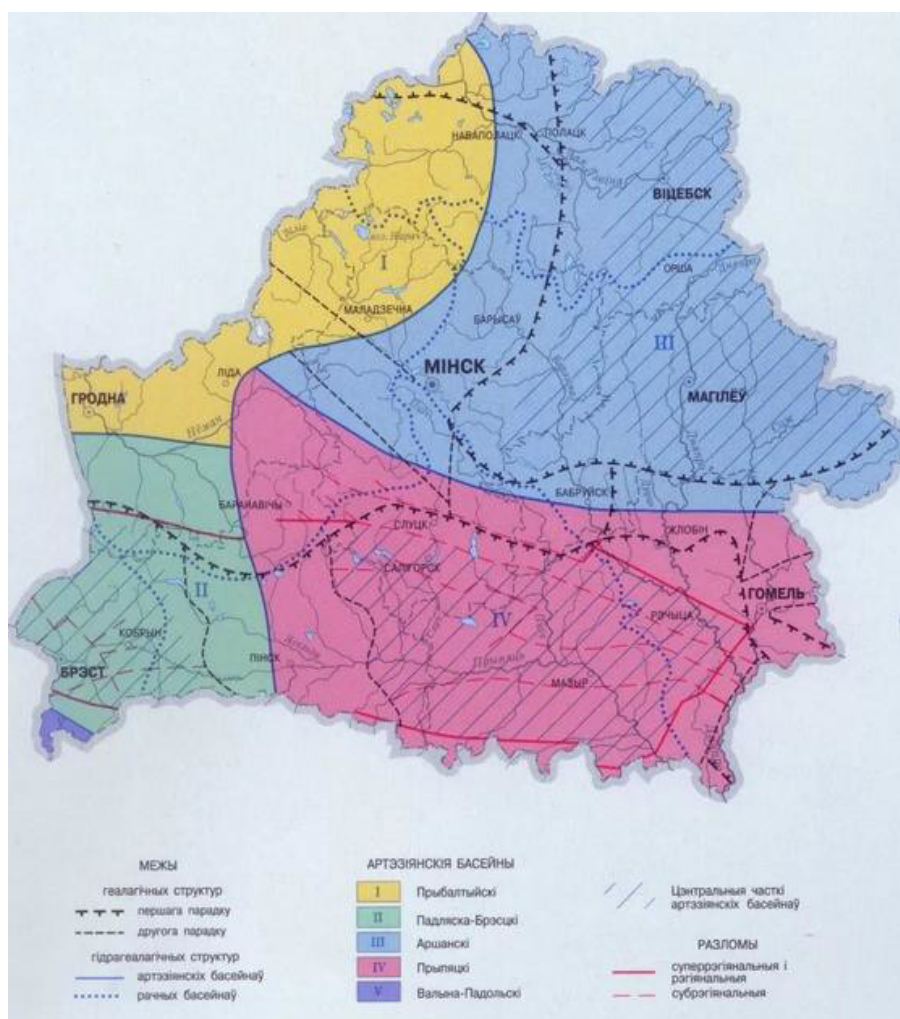 НАВАПОЛАЦК
ПОЛАЦК
ВІЦЕБСК
I
ОРША
МАЛАДЗЕЧНА
БАРЫСАЎ
III
ЛІДА
МІНСК
МАГІЛЁЎ
ГРОДНА
Нёман
БАРАНАВІЧЫ
БАБРУЙСК
СЛУЦК
ЖЛОБІН
САЛІГОРСК
II
ГОМЕЛЬ
IV
РЭЧЫЦА
КОБРЫН
ПІНСК
Прыпяць
БРЭСТ
МАЗЫР
МЕЖЫ
геалагічных структур
першага парадку
другога парадку
гідрагеалагічных структур
артэзіянскіх басейнаў
рачных басейнаў
АРТЭЗІЯНСКІЯ БАСЕЙНЫ
I Прыбалтыйскі
II Падляска-Брэсцкі
III Аршанскі
IV Прыпяцкі
V Валына-Падольскі
Цэнтральныя часткі
артэзіянскіх басейнаў
РАЗЛОМЫ
суперрэгіянальныя і
рэгіянальныя
субрэгіянальныя